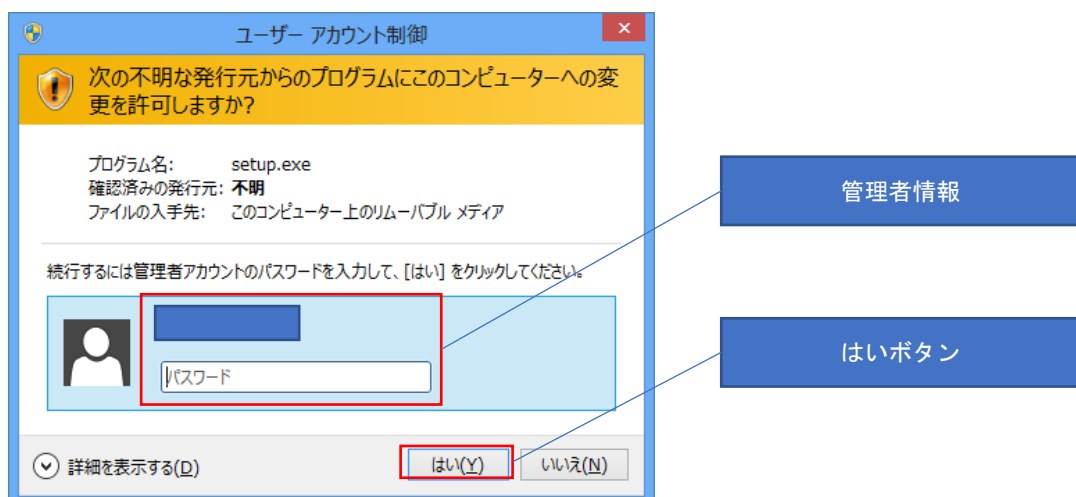 ユーザー アカウント制御
次の不明な発行元からのプログラムにこのコンピューターへの変
更を許可しますか?
プログラム名: setup.exe
確認済みの発行元: 不明
ファイルの入手先: このコンピューター上のリムーバブル メディア
管理者情報
続行するには管理者アカウントのパスワードを入力して、[はい] をクリックしてください。
パスワード
はいボタン
詳細を表示する(D)
はい(Y)
いいえ(N)